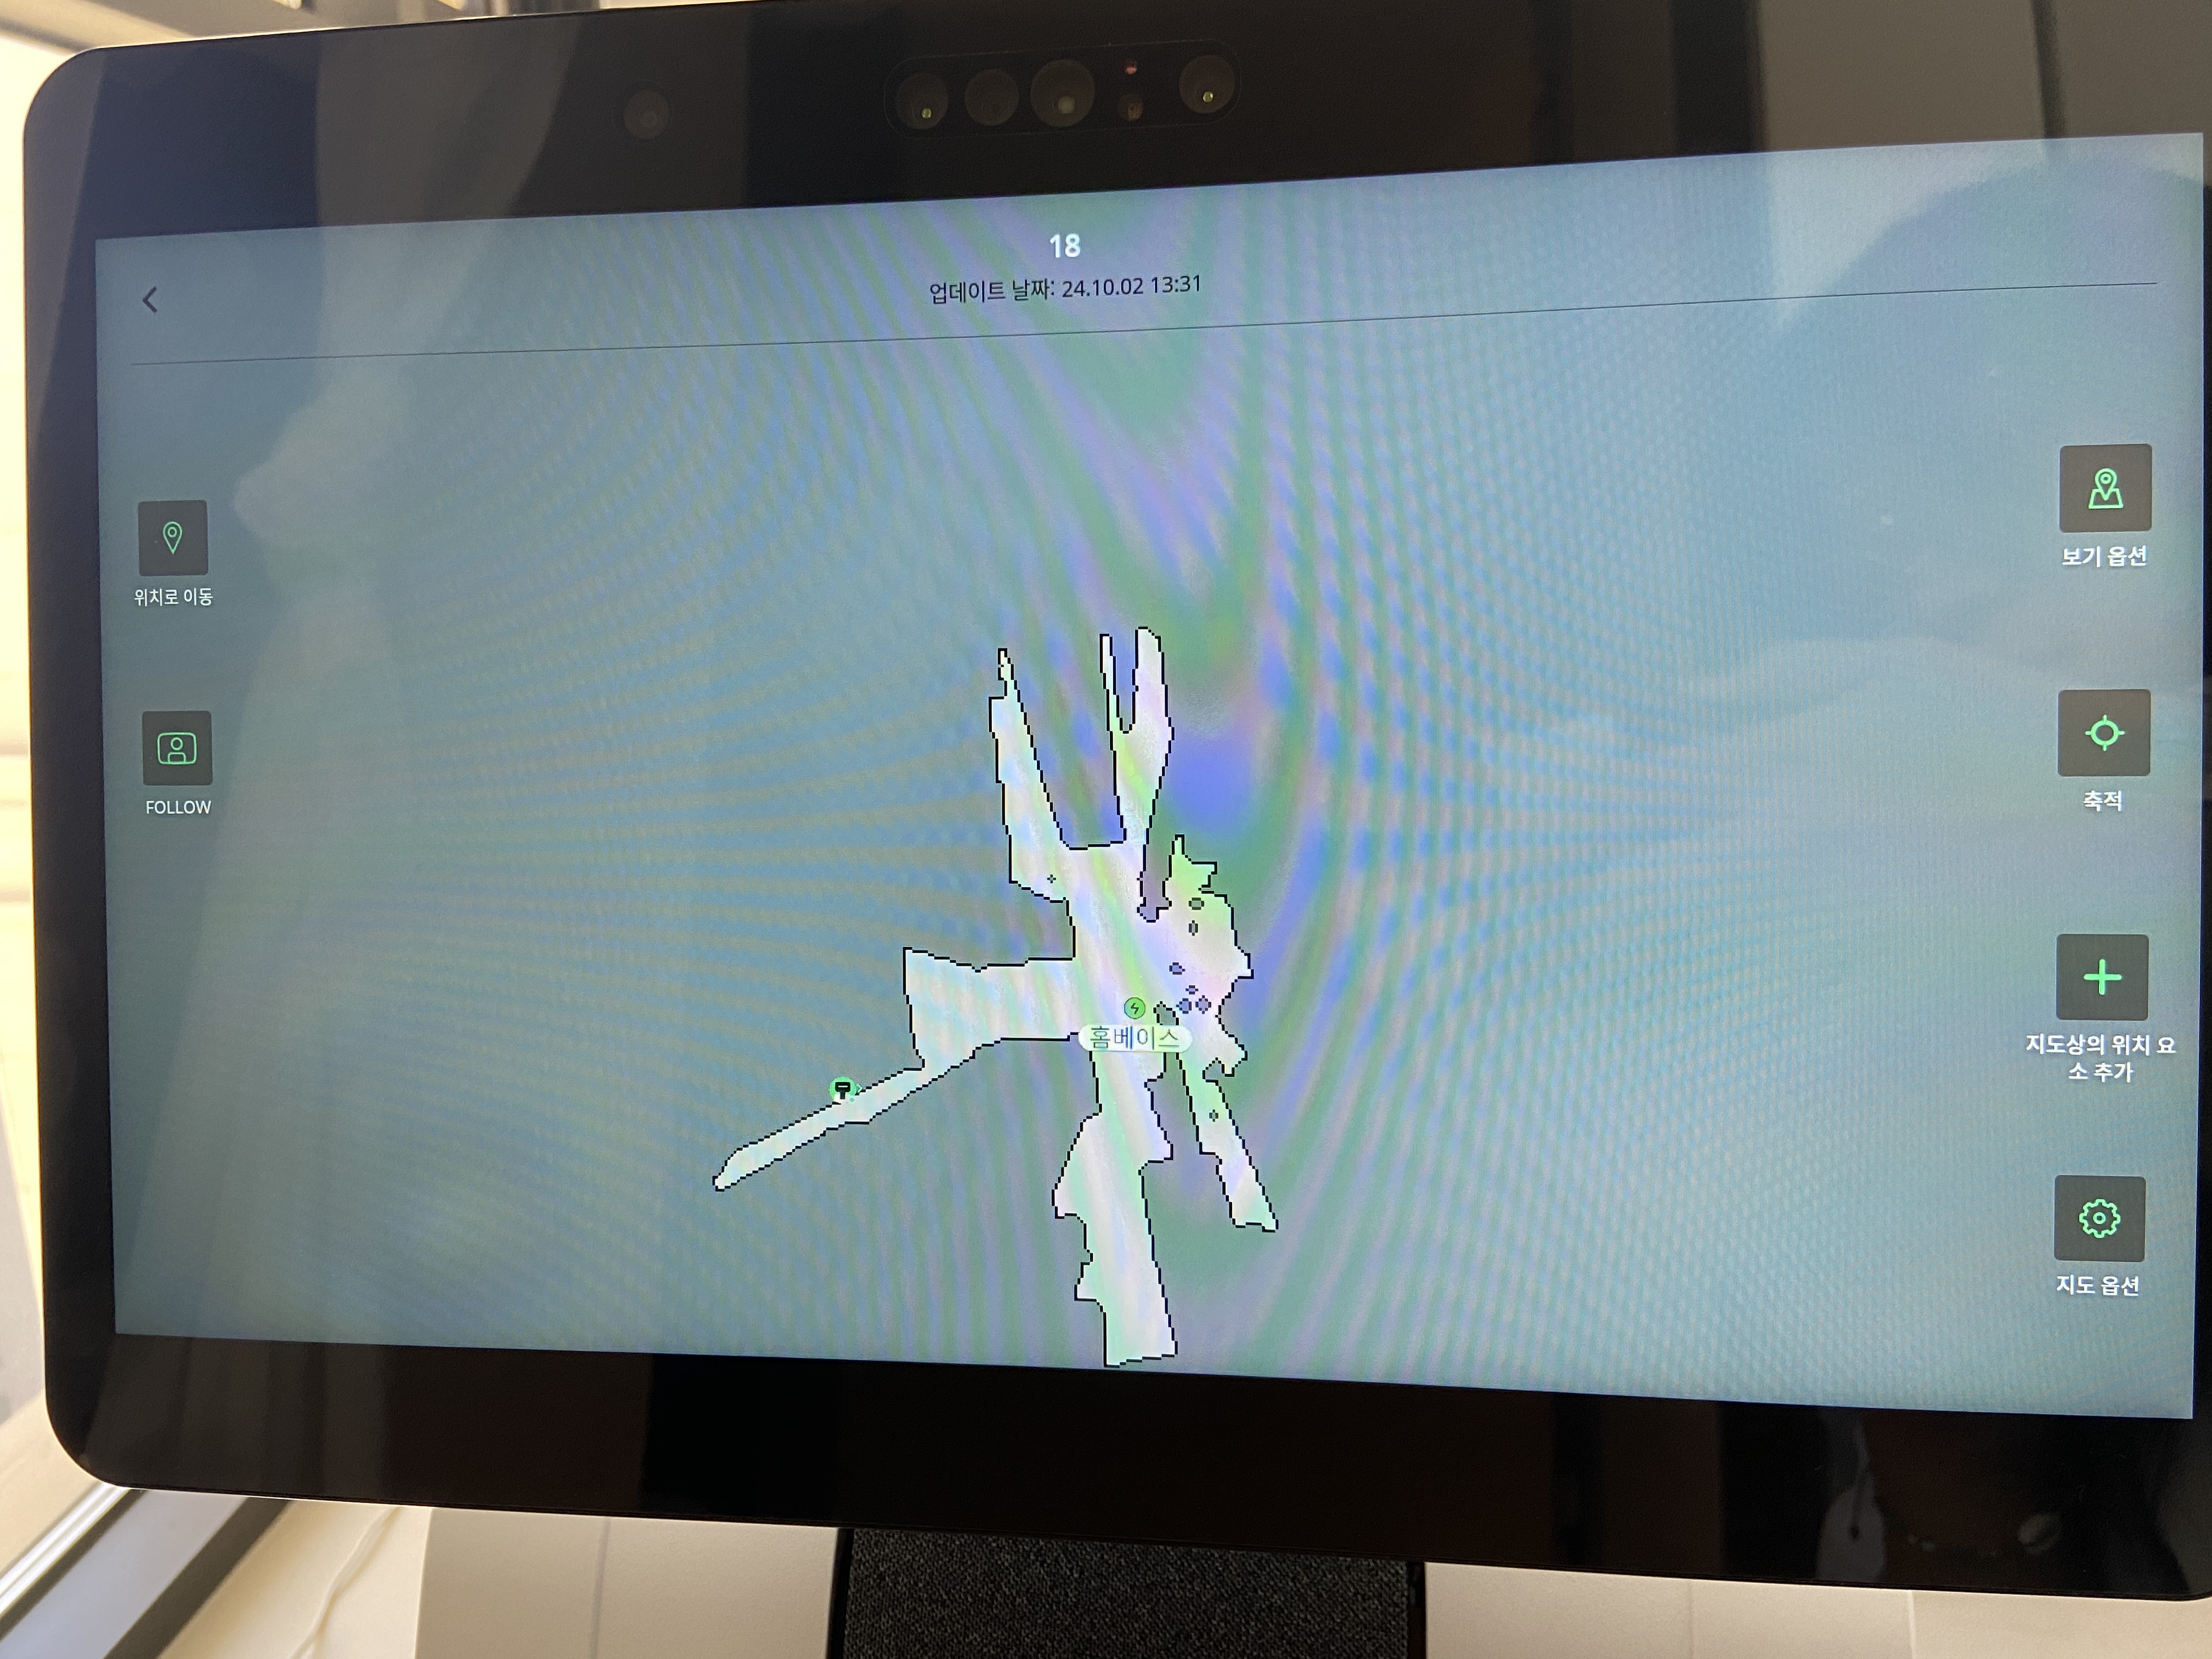 18
업데이트 날짜: 24.10.02 13:31
위치로 이동
FOLLOW
홈베이스
보기 옵션
축적
지도상의 위치 요
소 추가
지도 옵션